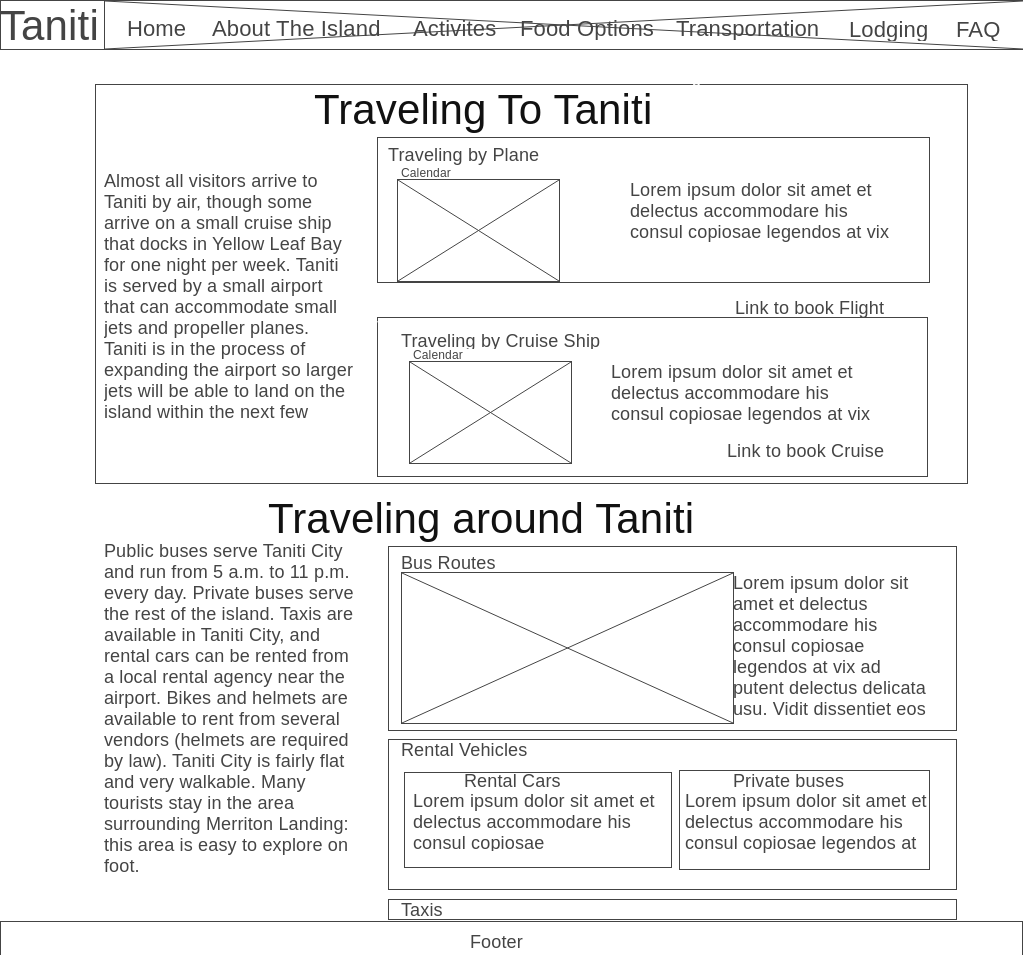 Taniti
Home About The Island Activites Food Options Transportation Lodging FAQ
Traveling To Taniti
Almost all visitors arrive to
Taniti by air, though some
arrive on a small cruise ship
that docks in Yellow Leaf Bay
for one night per week. Taniti
is served by a small airport
that can accommodate small
jets and propeller planes.
Taniti is in the process of
expanding the airport so larger
jets will be able to land on the
island within the next few
Traveling by Plane
Calendar
Lorem ipsum dolor sit amet et
delectus accommodare his
consul copiosae legendos at vix
Link to book Flight
Traveling by Cruise Ship
Calendar
Lorem ipsum dolor sit amet et
delectus accommodare his
consul copiosae legendos at vix
Link to book Cruise
Traveling around Taniti
Public buses serve Taniti City
and run from 5 a.m. to 11 p.m.
every day. Private buses serve
the rest of the island. Taxis are
available in Taniti City, and
rental cars can be rented from
a local rental agency near the
airport. Bikes and helmets are
available to rent from several
vendors (helmets are required
by law). Taniti City is fairly flat
and very walkable. Many
tourists stay in the area
surrounding Merriton Landing:
this area is easy to explore on
foot.
Bus Routes
Lorem ipsum dolor sit
amet et delectus
accommodare his
consul copiosae
legendos at vix ad
putent delectus delicata
usu. Vidit dissentiet eos
Rental Vehicles
Rental Cars
Lorem ipsum dolor sit amet et
delectus accommodare his
consul copiosae
Private buses
Lorem ipsum dolor sit amet et
delectus accommodare his
consul copiosae legendos at
Taxis
Footer